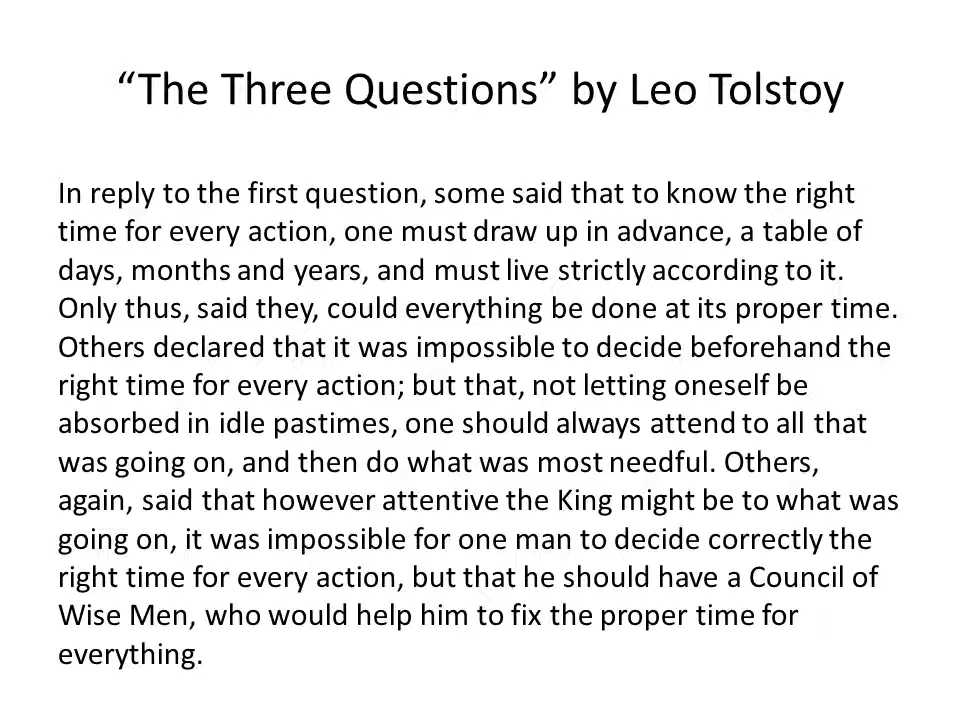 “The Three Questions” by Leo Tolstoy
In reply to the first question, some said that to know the right
time for every action, one must draw up in advance, a table of
days, months and years, and must live strictly according to it.
Only thus, said they, could everything be done at its proper time.
Others declared that it was impossible to decide beforehand the
right time for every action; but that, not letting oneself be
absorbed in idle pastimes, one should always attend to all that
was going on, and then do what was most needful. Others,
again, said that however attentive the King might be to what was
going on, it was impossible for one man to decide correctly the
right time for every action, but that he should have a Council of
Wise Men, who would help him to fix the proper time for
everything.